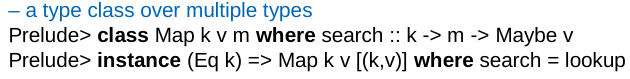 – a type class over multiple types
Prelude> class Map k v m where search :: k -> m -> Maybe v
Prelude> instance (Eq k) => Map k v [(k,v)] where search = lookup